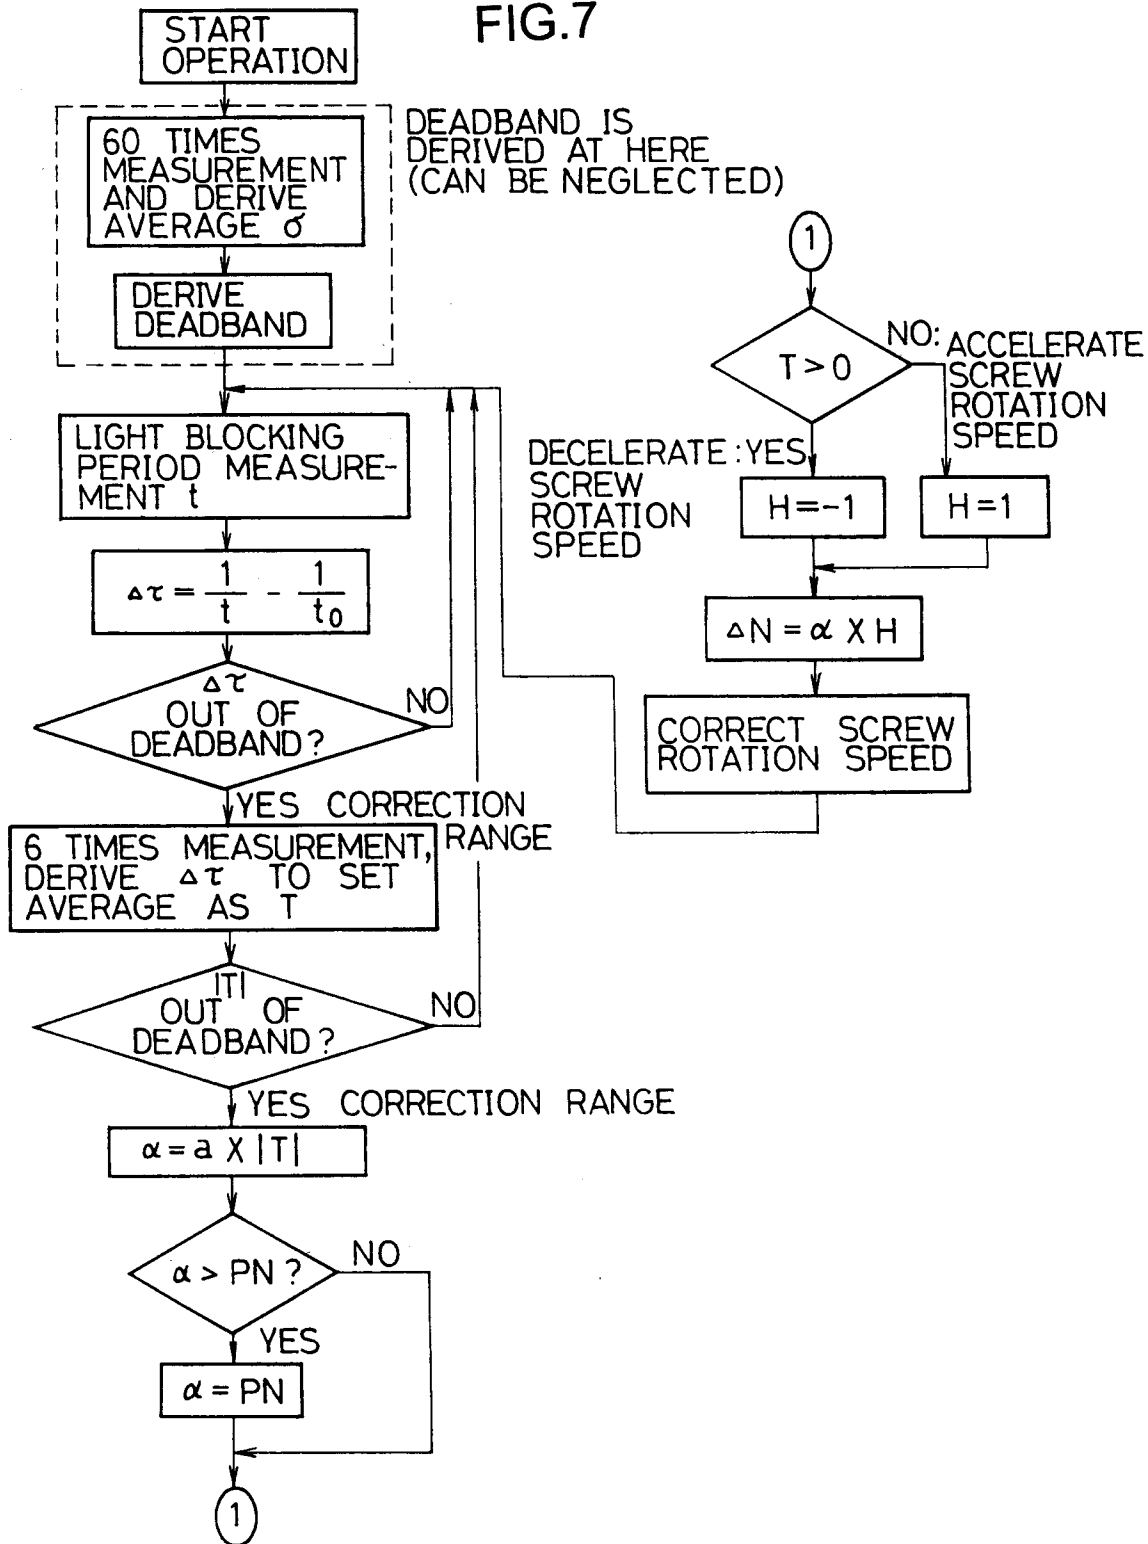 FIG.7
START
OPERATION
60 TIMES
MEASUREMENT
AND DERIVE
AVERAGE σ
DEADBAND IS
DERIVED AT HERE
(CAN BE NEGLECTED)
DERIVE
DEADBAND
LIGHT BLOCKING
PERIOD MEASURE-
MENT t
Δτ = 1/t - 1/t₀
Δτ
OUT OF
DEADBAND?
NO
YES CORRECTION
RANGE
6 TIMES MEASUREMENT,
DERIVE Δτ TO SET
AVERAGE AS T
|T|
OUT OF
DEADBAND?
NO
YES CORRECTION RANGE
α = a X |T|
α > PN ?
NO
YES
α = PN
1
1
T > 0
NO: ACCELERATE
SCREW
ROTATION
SPEED
DECELERATE : YES
SCREW
ROTATION
SPEED
H = -1
H = 1
ΔN = α X H
CORRECT SCREW
ROTATION SPEED